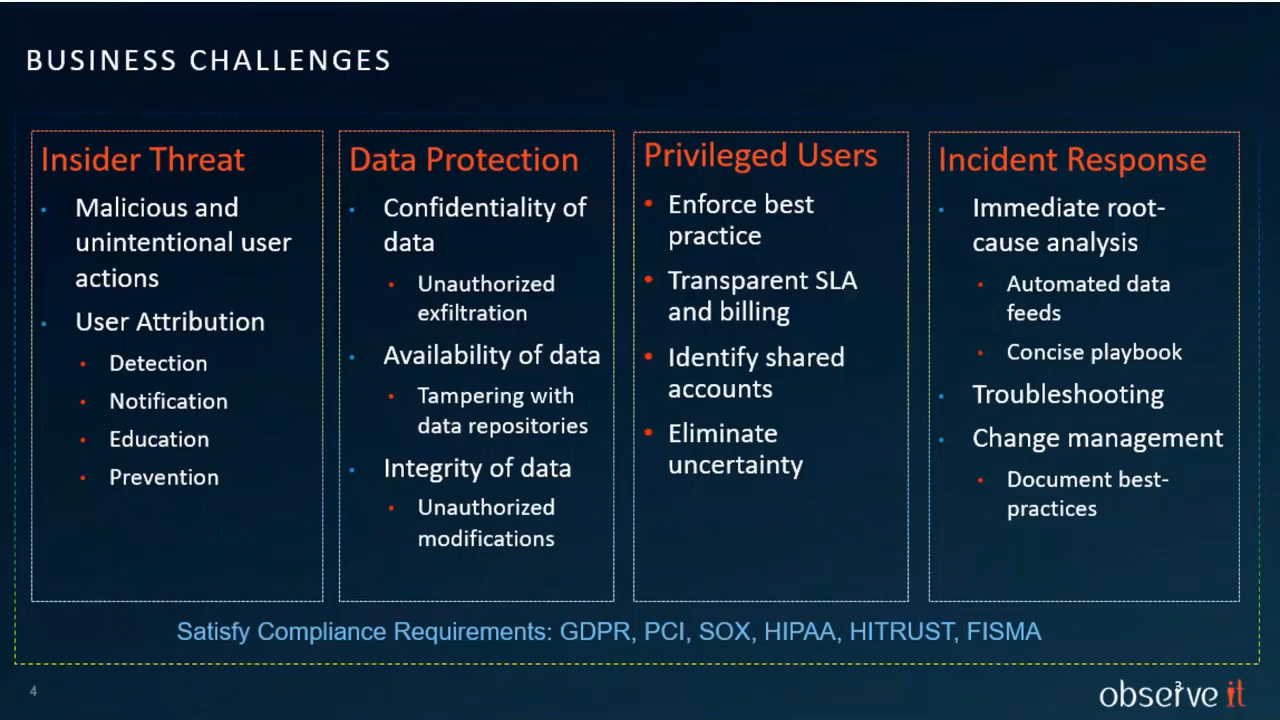 BUSINESS CHALLENGES
Insider Threat
• Malicious and
unintentional user
actions
• User Attribution
• Detection
• Notification
• Education
• Prevention
Data Protection
• Confidentiality of
data
• Unauthorized
exfiltration
• Availability of data
• Tampering with
data repositories
• Integrity of data
• Unauthorized
modifications
Privileged Users
• Enforce best
practice
• Transparent SLA
and billing
• Identify shared
accounts
• Eliminate
uncertainty
Incident Response
• Immediate root-
cause analysis
• Automated data
feeds
• Concise playbook
• Troubleshooting
• Change management
• Document best-
practices
Satisfy Compliance Requirements: GDPR, PCI, SOX, HIPAA, HITRUST, FISMA
4
3
observe it